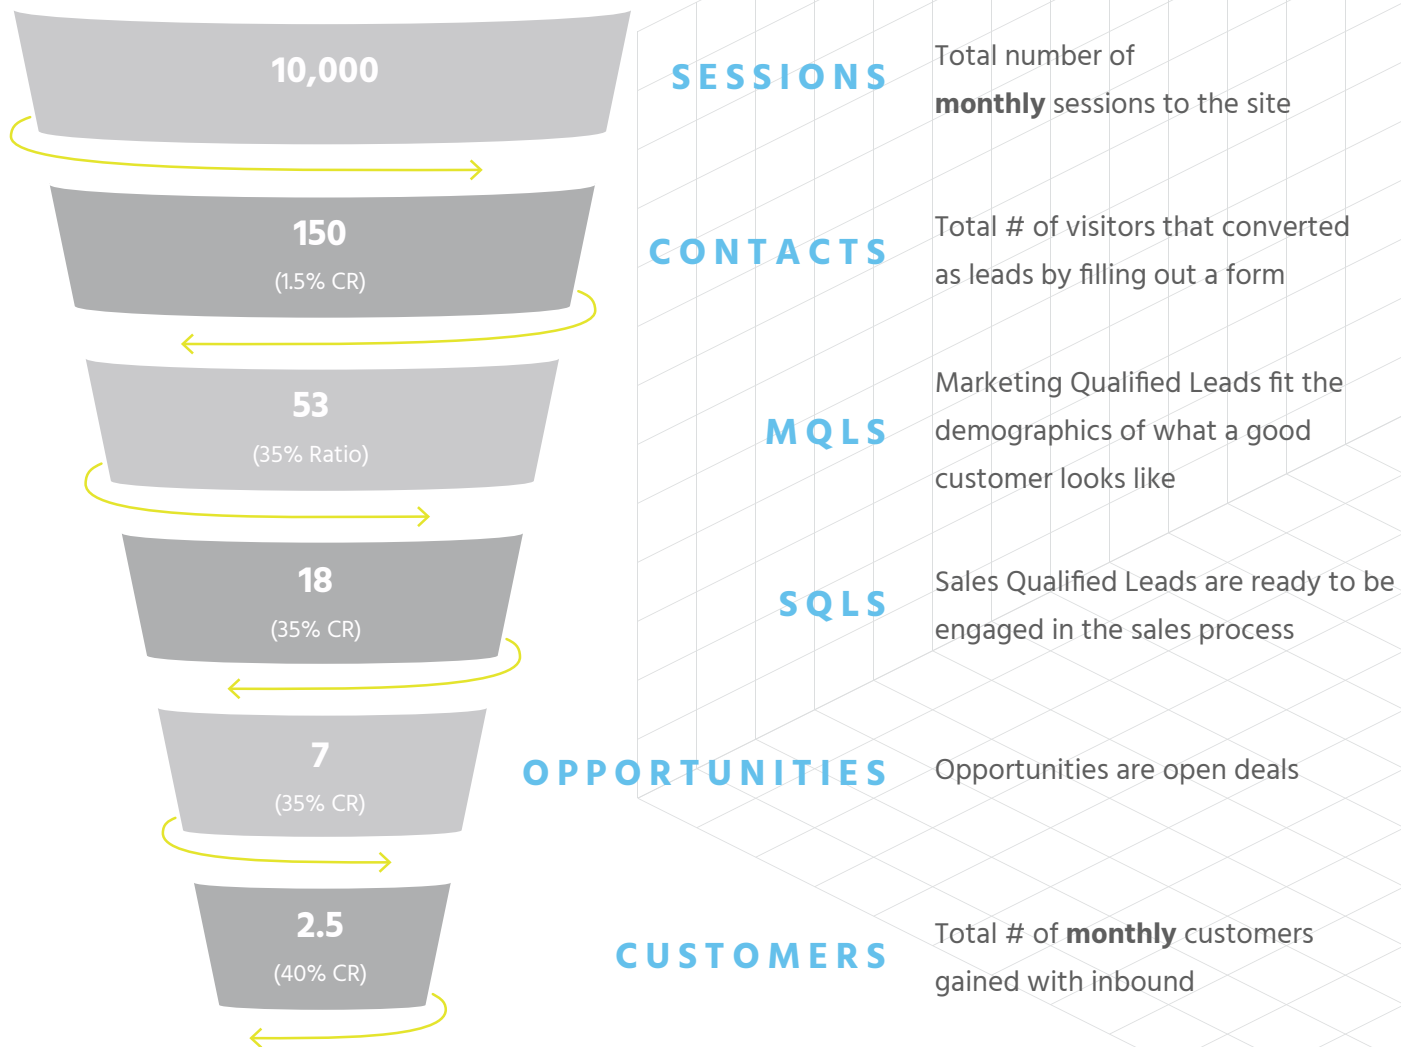 10,000
SESSIONS
Total number of
monthly sessions to the site
150
(1.5% CR)
CONTACTS
Total # of visitors that converted
as leads by filling out a form
53
(35% Ratio)
MQLS
Marketing Qualified Leads fit the
demographics of what a good
customer looks like
18
(35% CR)
SQLS
Sales Qualified Leads are ready to be
engaged in the sales process
7
(35% CR)
OPPORTUNITIES
Opportunities are open deals
2.5
(40% CR)
CUSTOMERS
Total # of monthly customers
gained with inbound